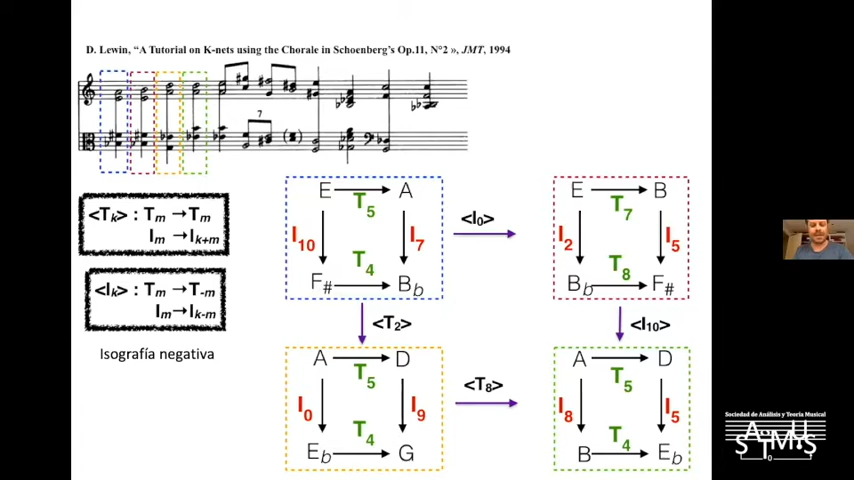 D. Lewin, “A Tutorial on K-nets using the Chorale in Schoenberg's Op.11, N°2 », JMT, 1994
7
<Tk> : Tm →Tm
Im →Ik+m
<Ik> : Tm →T-m
Im→Ik-m
Isografía negativa
E A
T5
I10 I7
T4
F# Bb
<I0>
E B
T7
I2 I5
T8
Bb F#
<T2>
<I10>
A D
T5
I0 I9
T4
Eb G
<T8>
A D
T5
I8 I5
T4
B Eb
Sociedad de Análisis y Teoría Musical
SATMUS
T0